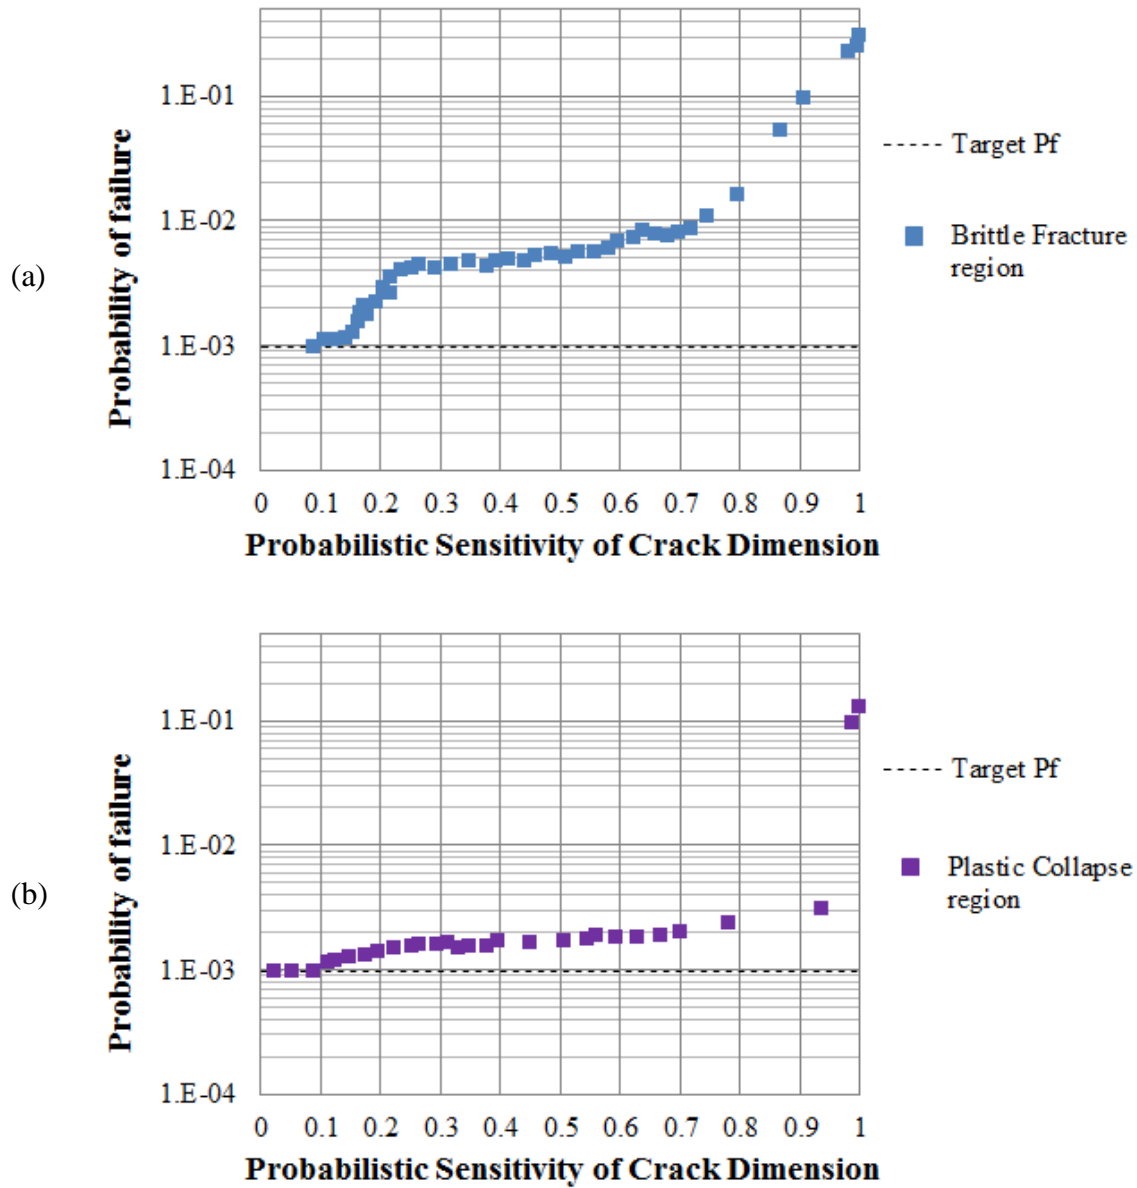 (a)
Probability of failure
1.E-01
1.E-02
1.E-03
1.E-04
0 0.1 0.2 0.3 0.4 0.5 0.6 0.7 0.8 0.9 1
Probabilistic Sensitivity of Crack Dimension
Target Pf
Brittle Fracture
region
(b)
Probability of failure
1.E-01
1.E-02
1.E-03
1.E-04
0 0.1 0.2 0.3 0.4 0.5 0.6 0.7 0.8 0.9 1
Probabilistic Sensitivity of Crack Dimension
Target Pf
Plastic Collapse
region